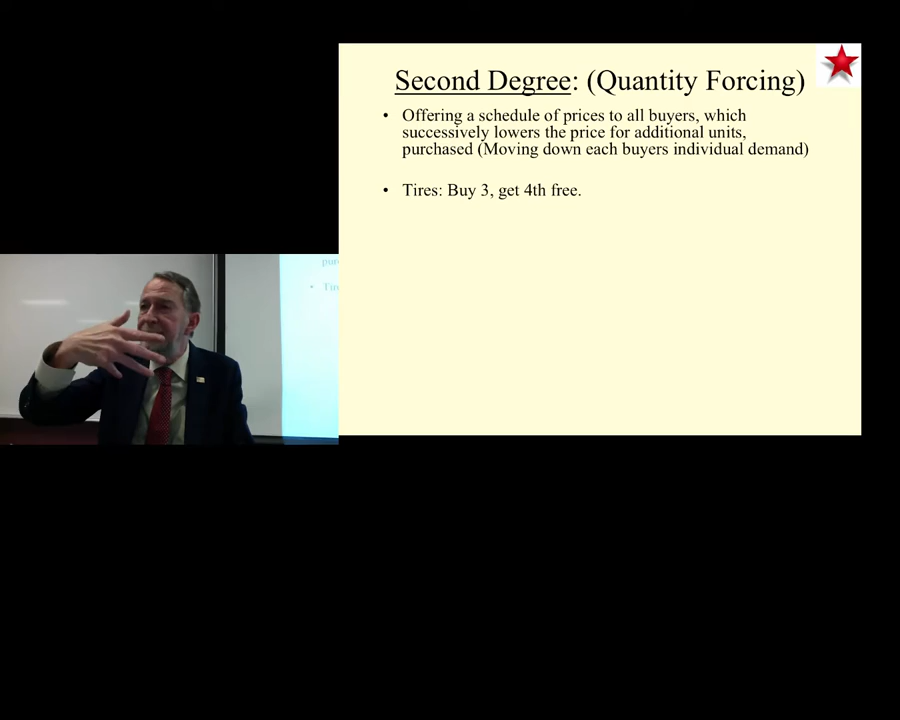 Second Degree: (Quantity Forcing)
• Offering a schedule of prices to all buyers, which
successively lowers the price for additional units,
purchased (Moving down each buyers individual demand)
• Tires: Buy 3, get 4th free.